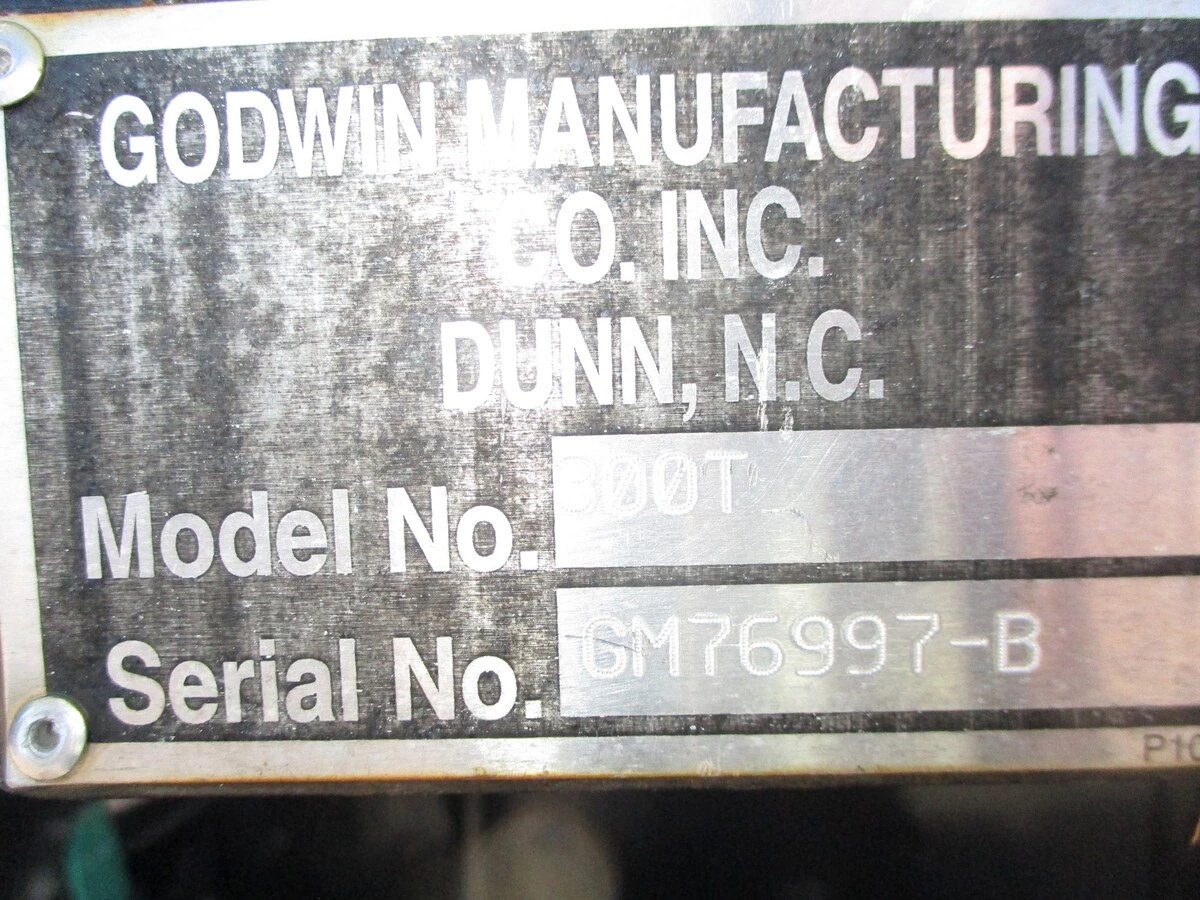 GODWIN MANUFACTURING
CO. INC.
DUNN, N.C.
Model No. 300T
Serial No. GM76997-B